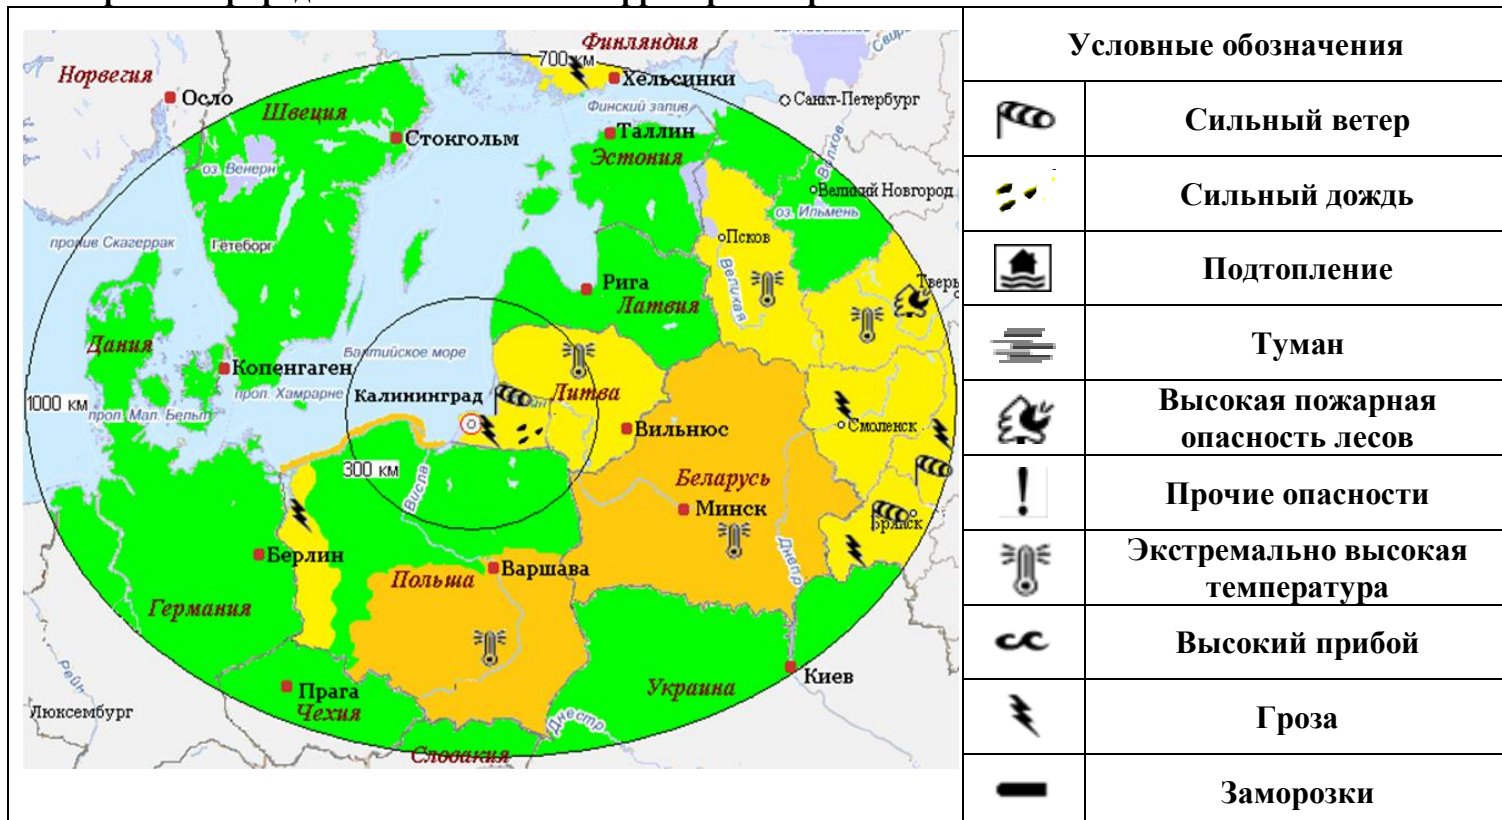 Финляндия
700 км
Норвегия
Хельсинки
Осло
Санкт-Петербург
Швеция
Финский залив
Стокгольм
Таллин
Волхов
Эстония
оз. Венерн
Великий Новгород
оз. Ильмень
Псков
пролив Скагеррак
Гетеборг
Великая
Тверь
Рига
Латвия
Дания
Балтийское море
Копенгаген
прол. Хамрарне
Калининград
Литва
1000 км
прол. Мал. Бельт
Вильнюс
Смоленск
300 км
Висла
Беларусь
Минск
Брянск
Днепр
Берлин
Варшава
Польша
Германия
Рейн
Прага
Чехия
Украина
Киев
Люксембург
Днестр
Словакия
Условные обозначения
Сильный ветер
Сильный дождь
Подтопление
Туман
Высокая пожарная
опасность лесов
Прочие опасности
Экстремально высокая
температура
Высокий прибой
Гроза
Заморозки